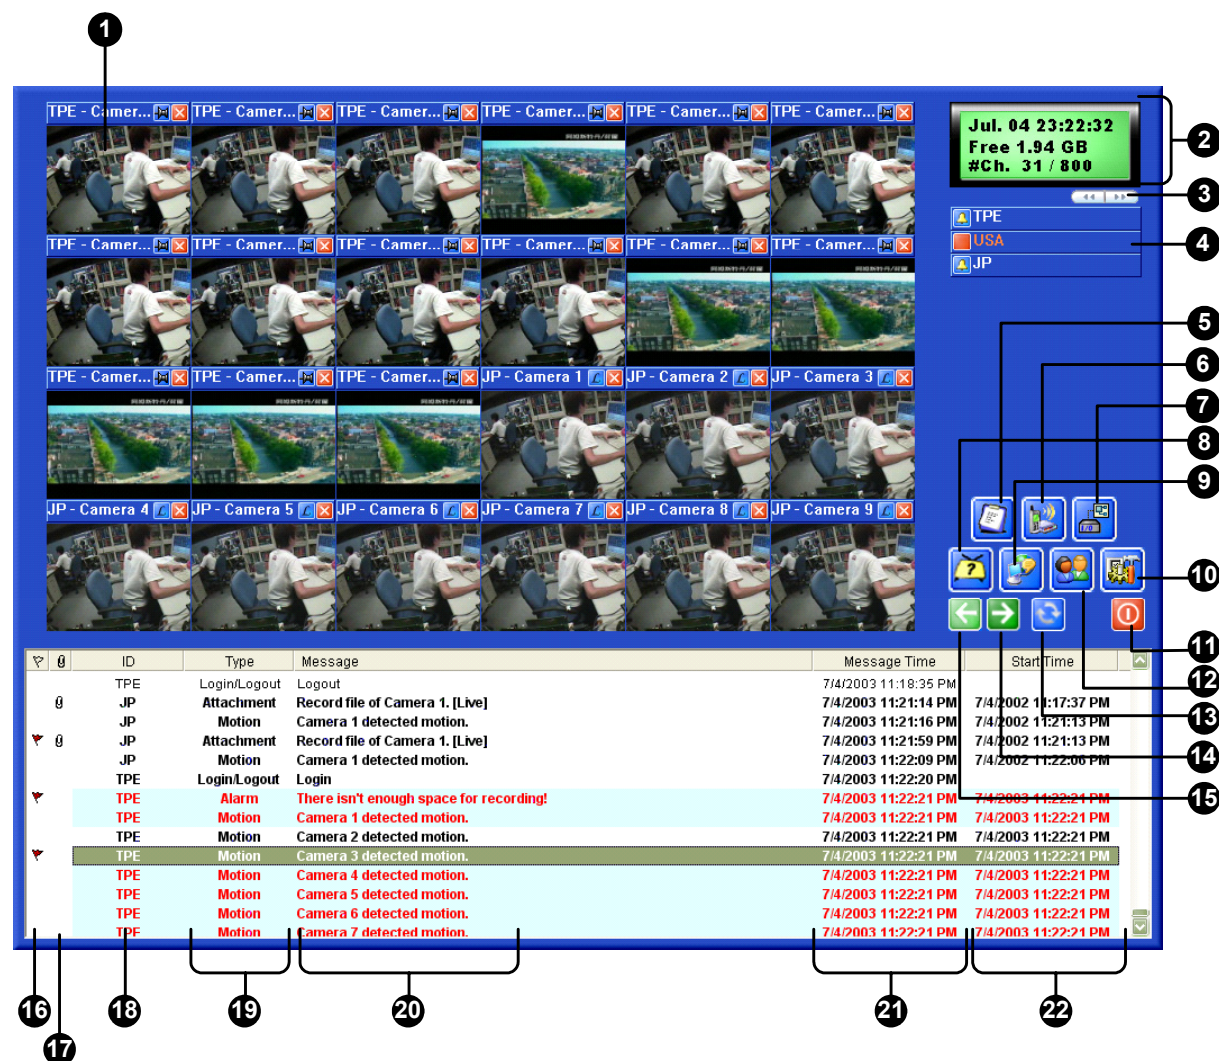 1
TPE - Camer... TPE - Camer... TPE - Camer... TPE - Camer... TPE - Camer... TPE - Camer...
Jul. 04 23:22:32
Free 1.94 GB
#Ch. 31 / 800
2
3
TPE
USA
JP
4
TPE - Camer... TPE - Camer... TPE - Camer... TPE - Camer... TPE - Camer... TPE - Camer...
5
6
TPE - Camer... TPE - Camer... TPE - Camer... JP - Camera 1 JP - Camera 2 JP - Camera 3
7
8
9
JP - Camera 4 JP - Camera 5 JP - Camera 6 JP - Camera 7 JP - Camera 8 JP - Camera 9
I/O
?
10
11
12
13
14
15
ID Type Message Message Time Start Time
TPE Login/Logout Logout 7/4/2003 11:18:35 PM
JP Attachment Record file of Camera 1. [Live] 7/4/2003 11:21:14 PM 7/4/2002 11:17:37 PM
JP Motion Camera 1 detected motion. 7/4/2003 11:21:16 PM 7/4/2002 11:21:13 PM
JP Attachment Record file of Camera 1. [Live] 7/4/2003 11:21:59 PM 7/4/2002 11:21:13 PM
JP Motion Camera 1 detected motion. 7/4/2003 11:22:09 PM 7/4/2002 11:22:06 PM
TPE Login/Logout Login 7/4/2003 11:22:20 PM
TPE Alarm There isn't enough space for recording! 7/4/2003 11:22:21 PM 7/4/2003 11:22:21 PM
TPE Motion Camera 1 detected motion. 7/4/2003 11:22:21 PM 7/4/2003 11:22:21 PM
TPE Motion Camera 2 detected motion. 7/4/2003 11:22:21 PM 7/4/2003 11:22:21 PM
TPE Motion Camera 3 detected motion. 7/4/2003 11:22:21 PM 7/4/2003 11:22:21 PM
TPE Motion Camera 4 detected motion. 7/4/2003 11:22:21 PM 7/4/2003 11:22:21 PM
TPE Motion Camera 5 detected motion. 7/4/2003 11:22:21 PM 7/4/2003 11:22:21 PM
TPE Motion Camera 6 detected motion. 7/4/2003 11:22:21 PM 7/4/2003 11:22:21 PM
TPE Motion Camera 7 detected motion. 7/4/2003 11:22:21 PM 7/4/2003 11:22:21 PM
16
17
18
19
20
21
22